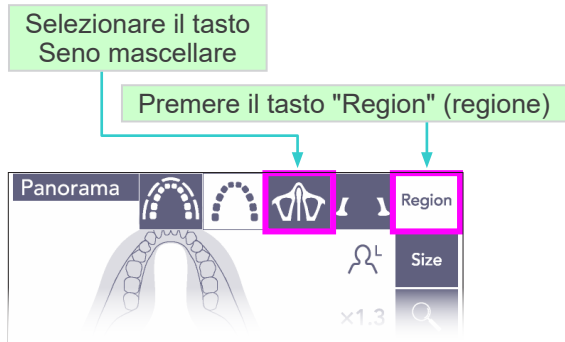 Selezionare il tasto
Seno mascellare
Premere il tasto "Region" (regione)
Panorama
Region
L
Size
×1.3